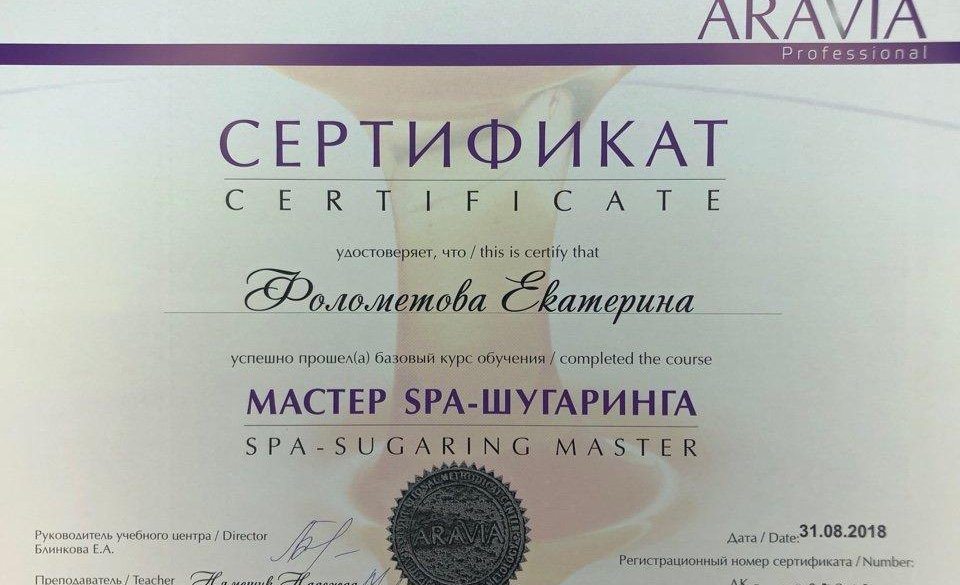 ARAVIA
Professional
СЕРТИФИКАТ
CERTIFICATE
удостоверяет, что / this is certify that
Фолометова Екатерина
успешно прошел(а) базовый курс обучения / completed the course
МАСТЕР SPA-ШУГАРИНГА
SPA-SUGARING MASTER
ARAVIA
Руководитель учебного центра / Director
Блинкова Е.А.
Дата / Date: 31.08.2018
Регистрационный номер сертификата / Number:
Преподаватель / Teacher